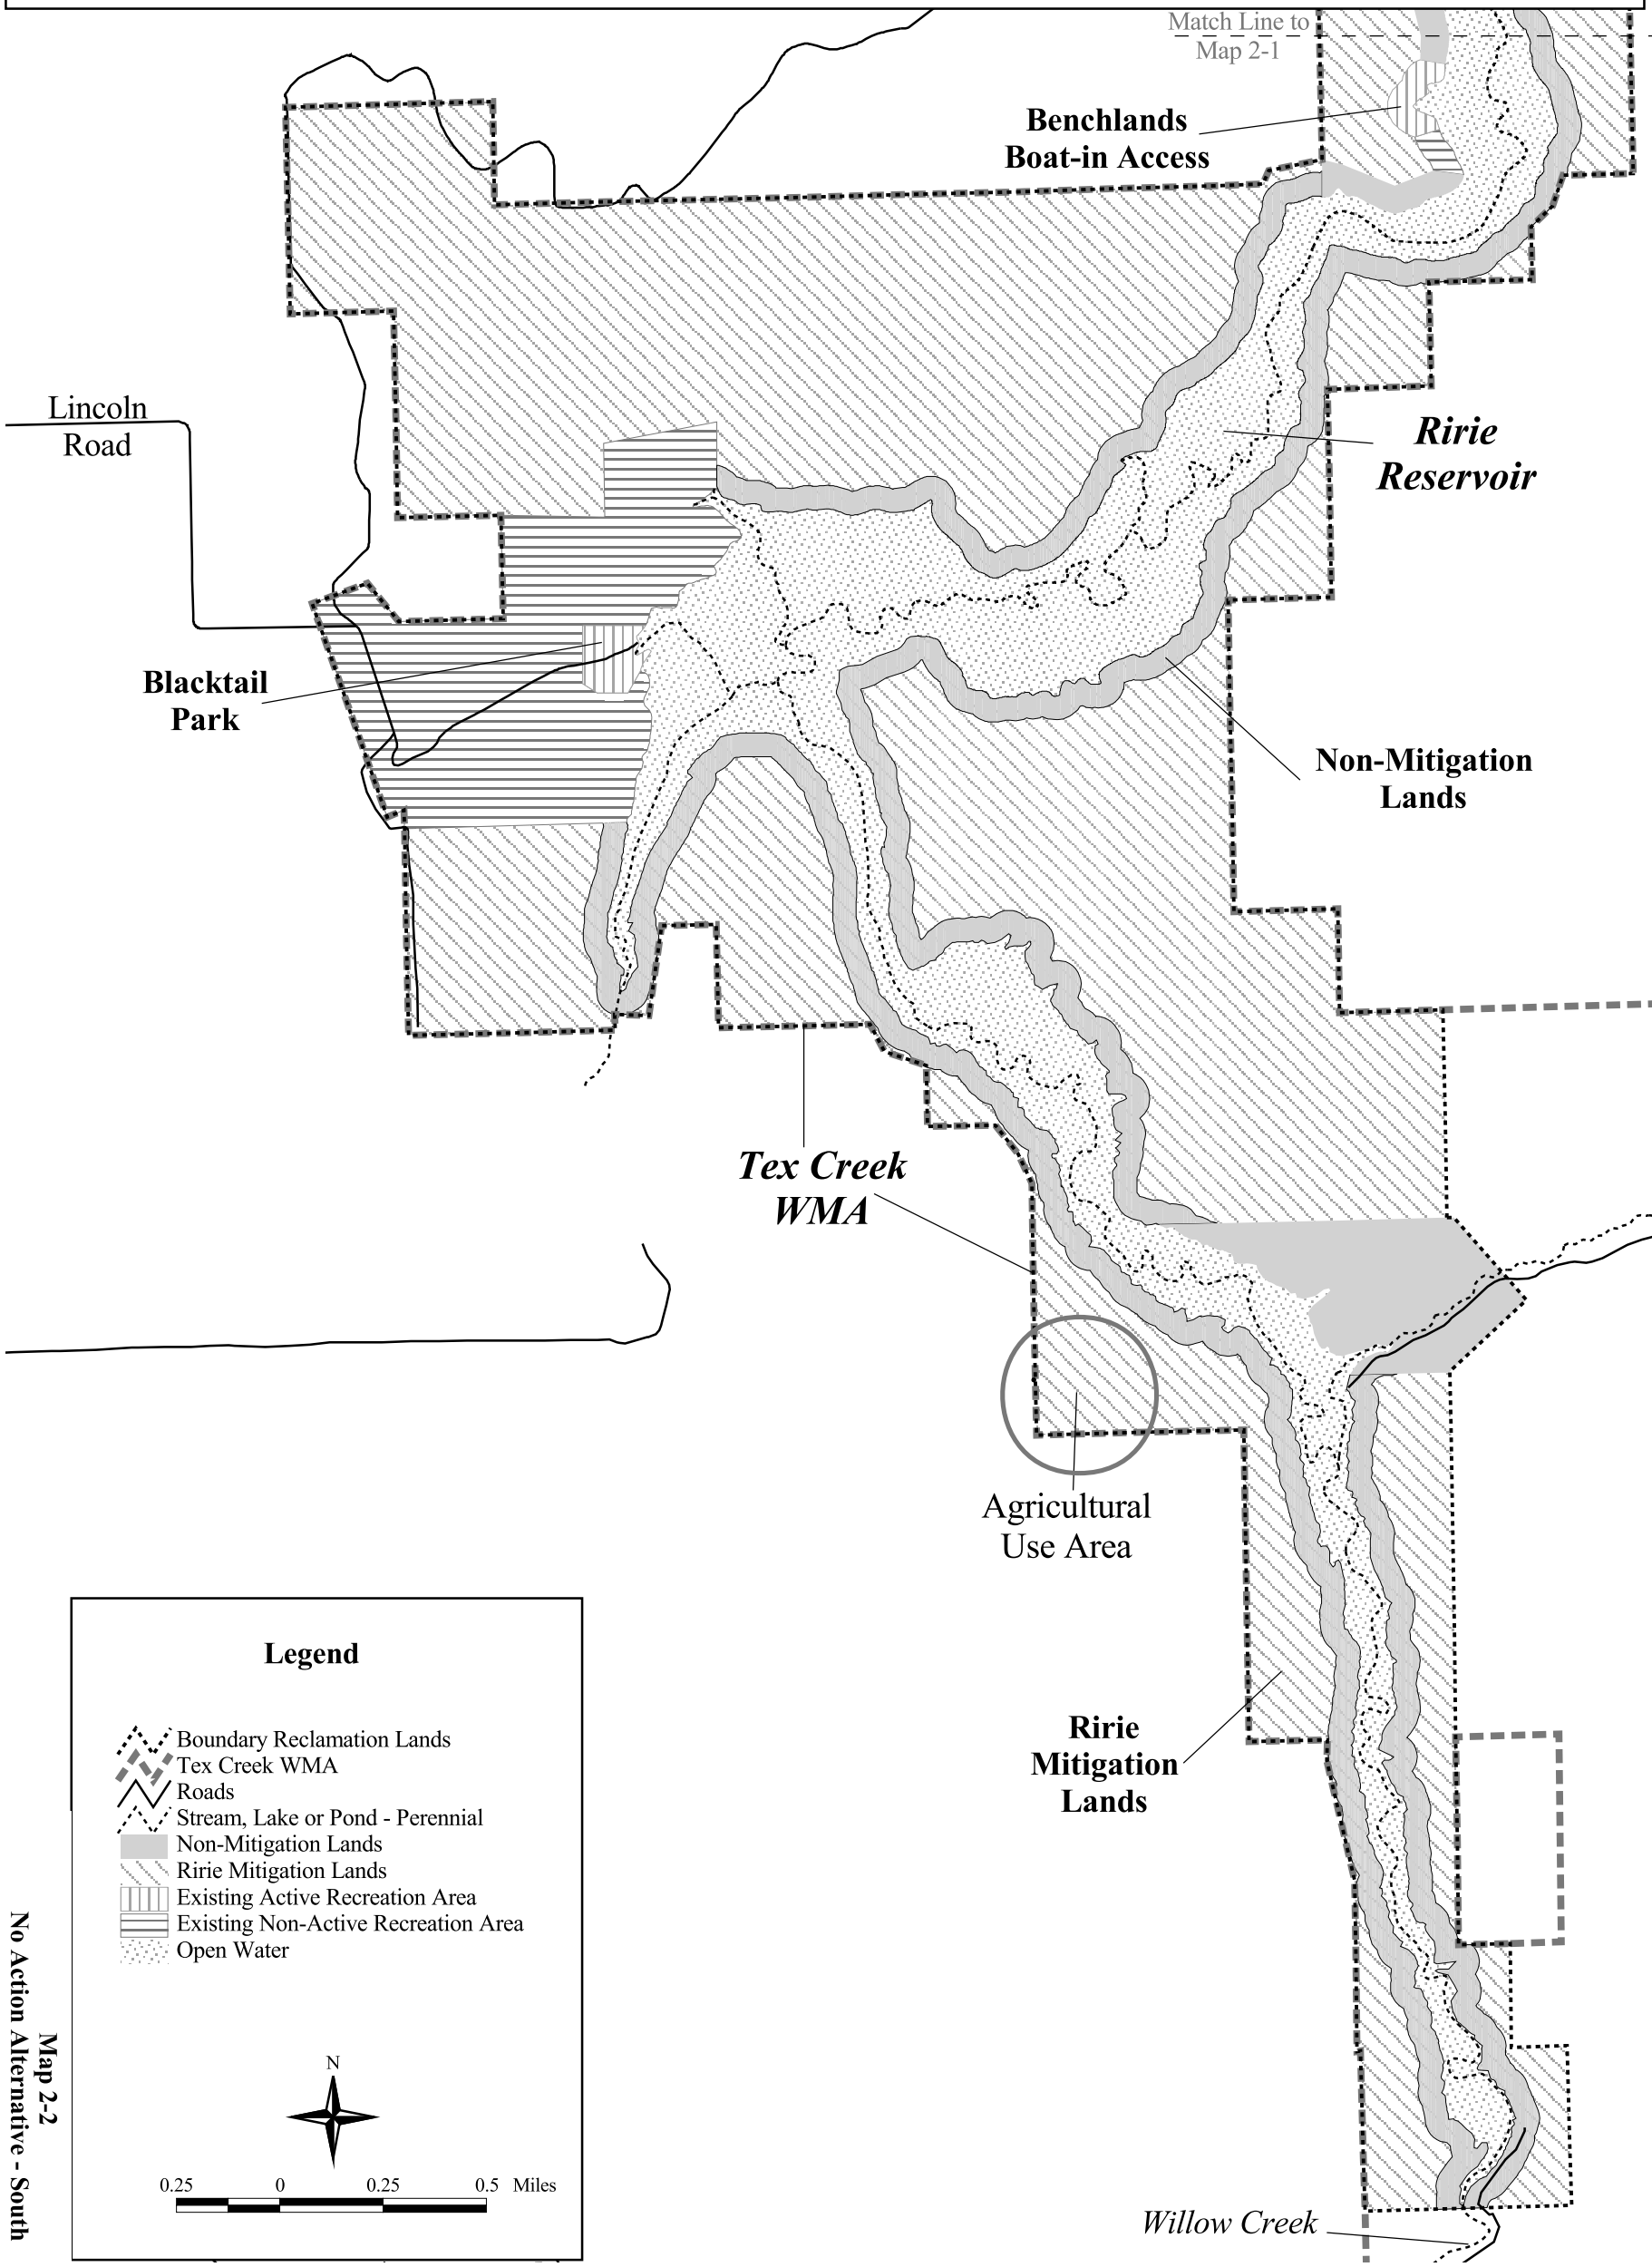 Match Line to
Map 2-1
Benchlands
Boat-in Access
Lincoln
Road
Ririe
Reservoir
Blacktail
Park
Non-Mitigation
Lands
Tex Creek
WMA
Agricultural
Use Area
Ririe
Mitigation
Lands
Legend
Boundary Reclamation Lands
Tex Creek WMA
Roads
Stream, Lake or Pond - Perennial
Non-Mitigation Lands
Ririe Mitigation Lands
Existing Active Recreation Area
Existing Non-Active Recreation Area
Open Water
N
0.25 0 0.25 0.5 Miles
Willow Creek
Map 2-2
No Action Alternative - South